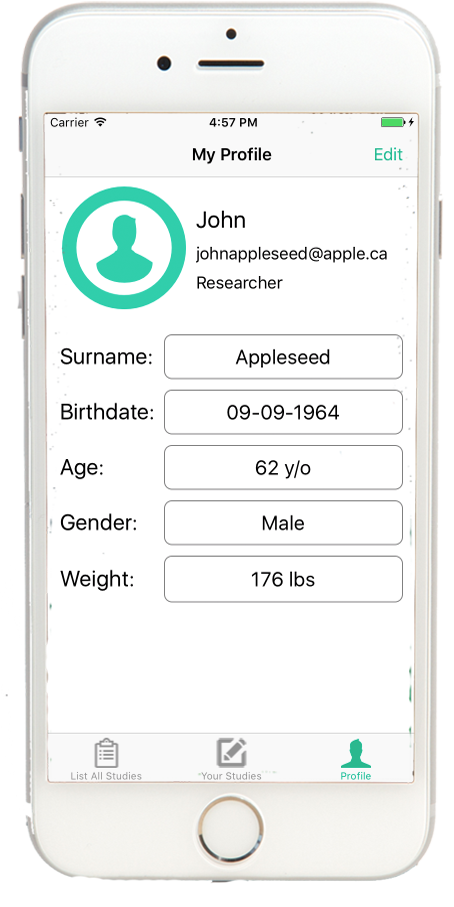 Carrier 4:57 PM
My Profile Edit
John
johnappleseed@apple.ca
Researcher
Surname: Appleseed
Birthdate: 09-09-1964
Age: 62 y/o
Gender: Male
Weight: 176 lbs
List All Studies Your Studies Profile